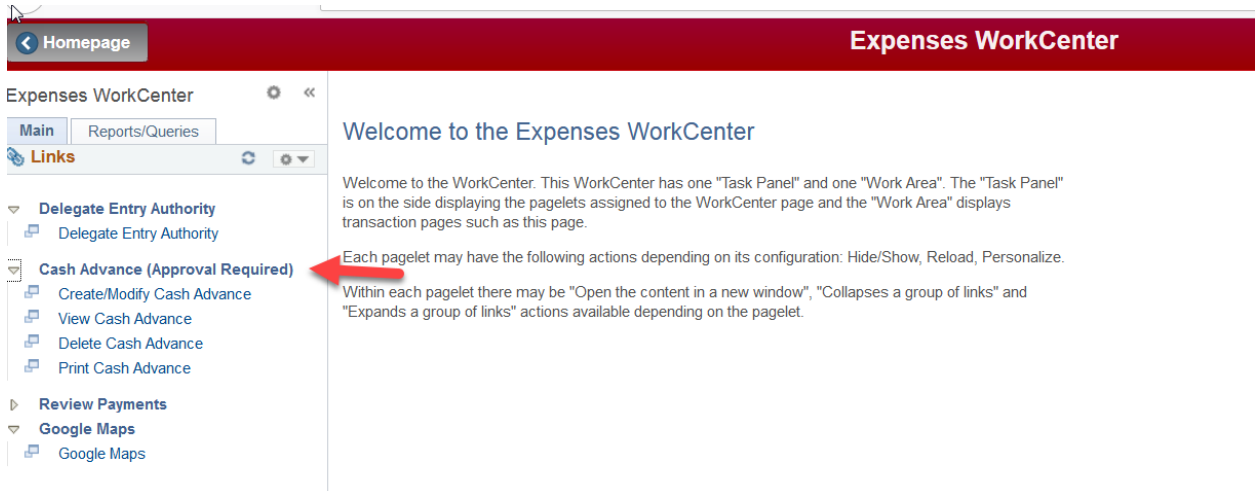 Homepage
Expenses WorkCenter
Expenses WorkCenter
Main
Reports/Queries
Links
Delegate Entry Authority
Delegate Entry Authority
Cash Advance (Approval Required)
Create/Modify Cash Advance
View Cash Advance
Delete Cash Advance
Print Cash Advance
Review Payments
Google Maps
Google Maps
Welcome to the Expenses WorkCenter
Welcome to the WorkCenter. This WorkCenter has one "Task Panel" and one "Work Area". The "Task Panel"
is on the side displaying the pagelets assigned to the WorkCenter page and the "Work Area" displays
transaction pages such as this page.
Each pagelet may have the following actions depending on its configuration: Hide/Show, Reload, Personalize.
Within each pagelet there may be "Open the content in a new window", "Collapses a group of links" and
"Expands a group of links" actions available depending on the pagelet.